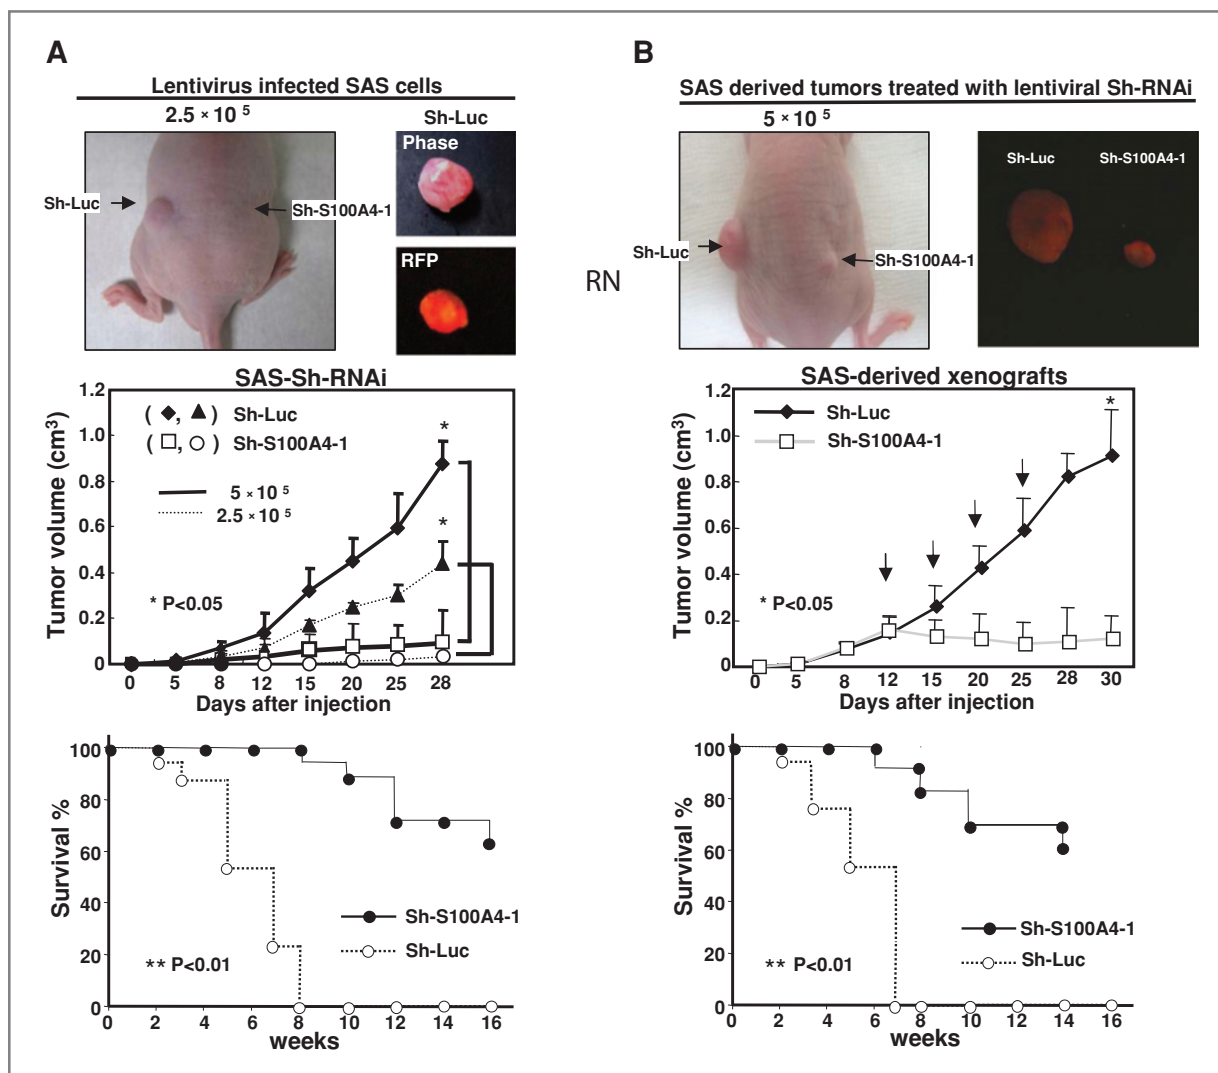 A
Lentivirus infected SAS cells
2.5 × 10 5
Sh-Luc
Phase
Sh-Luc
Sh-S100A4-1
RFP
SAS-Sh-RNAi
Tumor volume (cm3)
1.2
1.0
0.8
0.6
0.4
0.2
0
( ◆, ▲ ) Sh-Luc
( □, ○ ) Sh-S100A4-1
5 × 10 5
2.5 × 10 5
*
*
* P<0.05
0 5 8 12 15 20 25 28
Days after injection
Survival %
100
80
60
40
20
0
Sh-S100A4-1
Sh-Luc
** P<0.01
0 2 4 6 8 10 12 14 16
weeks
B
SAS derived tumors treated with lentiviral Sh-RNAi
5 × 10 5
Sh-Luc
Sh-S100A4-1
RN
Sh-Luc Sh-S100A4-1
SAS-derived xenografts
Tumor volume (cm3)
1.2
1.0
0.8
0.6
0.4
0.2
0
Sh-Luc
Sh-S100A4-1
*
* P<0.05
0 5 8 12 15 20 25 28 30
Days after injection
Survival %
100
80
60
40
20
0
Sh-S100A4-1
Sh-Luc
** P<0.01
0 2 4 6 8 10 12 14 16
weeks